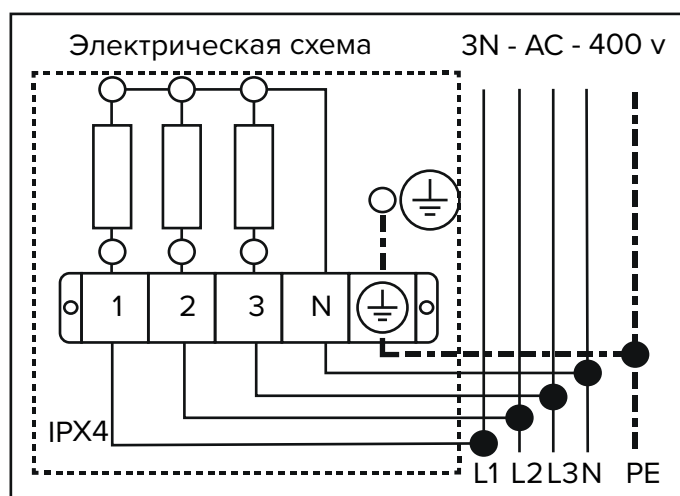 Электрическая схема
3N - AC - 400 v
1 2 3 N
IPX4
L1 L2 L3 N PE